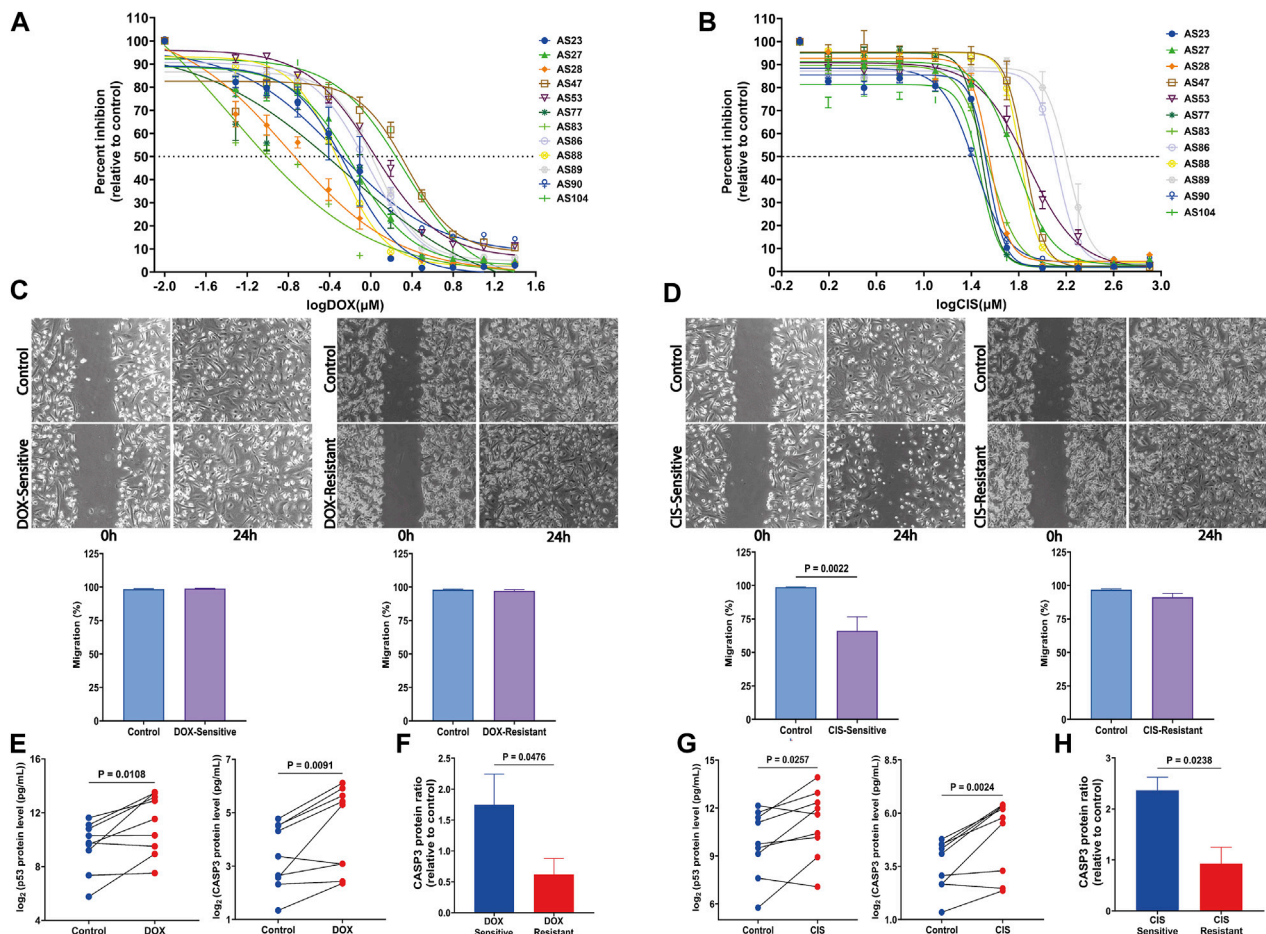 A
Percent inhibition
(relative to control)
110
100
90
80
70
60
50
40
30
20
10
0
-2.0
-1.6
-1.2
-0.8
-0.4
0.0
0.4
0.8
1.2
1.6
logDOX(µM)
AS23
AS27
AS28
AS47
AS53
AS77
AS83
AS86
AS88
AS89
AS90
AS104
B
Percent inhibition
(relative to control)
110
100
90
80
70
60
50
40
30
20
10
0
-0.2
0.2
0.6
1.0
1.4
1.8
2.2
2.6
3.0
logCIS(µM)
AS23
AS27
AS28
AS47
AS53
AS77
AS83
AS86
AS88
AS89
AS90
AS104
C
Control
DOX-Sensitive
0h
24h
Control
DOX-Resistant
0h
24h
Migration (%)
125
100
75
50
25
0
Control
DOX-Sensitive
Migration (%)
125
100
75
50
25
0
Control
DOX-Resistant
D
Control
CIS-Sensitive
0h
24h
Control
CIS-Resistant
0h
24h
Migration (%)
125
100
75
50
25
0
P = 0.0022
Control
CIS-Sensitive
Migration (%)
125
100
75
50
25
0
Control
CIS-Resistant
E
log2 (p53 protein level (pg/mL))
16
12
8
4
P = 0.0108
Control
DOX
log2 (CASP3 protein level (pg/mL))
7
5
3
1
P = 0.0091
Control
DOX
F
CASP3 protein ratio
(relative to control)
2.5
2.0
1.5
1.0
0.5
0.0
P = 0.0476
DOX
Sensitive
DOX
Resistant
G
log2 (p53 protein level (pg/mL))
15
12
9
6
P = 0.0257
Control
CIS
log2 (CASP3 protein level (pg/mL))
8.5
6.0
3.5
1.0
P = 0.0024
Control
CIS
H
CASP3 protein ratio
(relative to control)
3
2
1
0
P = 0.0238
CIS
Sensitive
CIS
Resistant